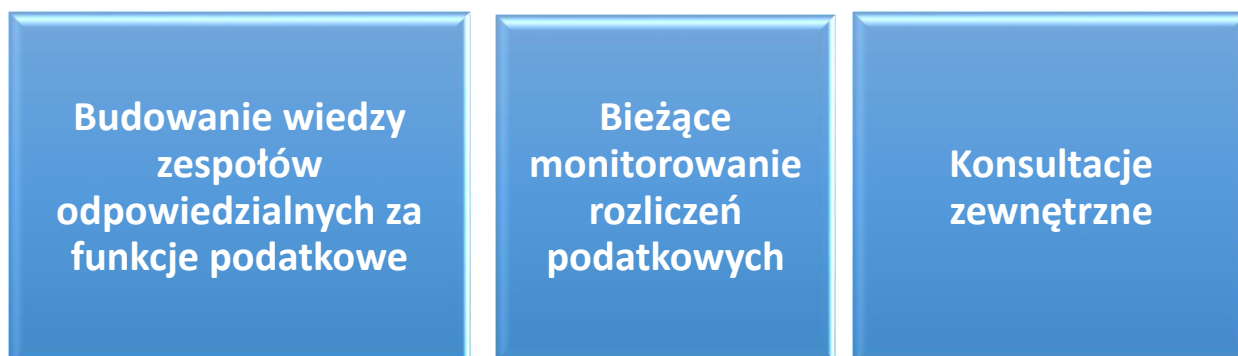 Budowanie wiedzy
zespołów
odpowiedzialnych za
funkcje podatkowe
Bieżące
monitorowanie
rozliczeń
podatkowych
Konsultacje
zewnętrzne